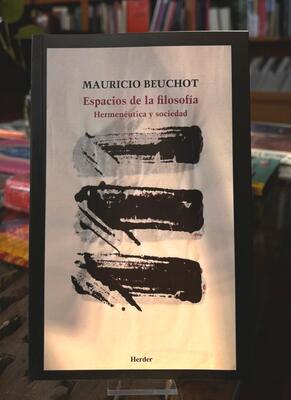 MAURICIO BEUCHOT
Espacios de la filosofía
Hermenéutica y sociedad
Herder